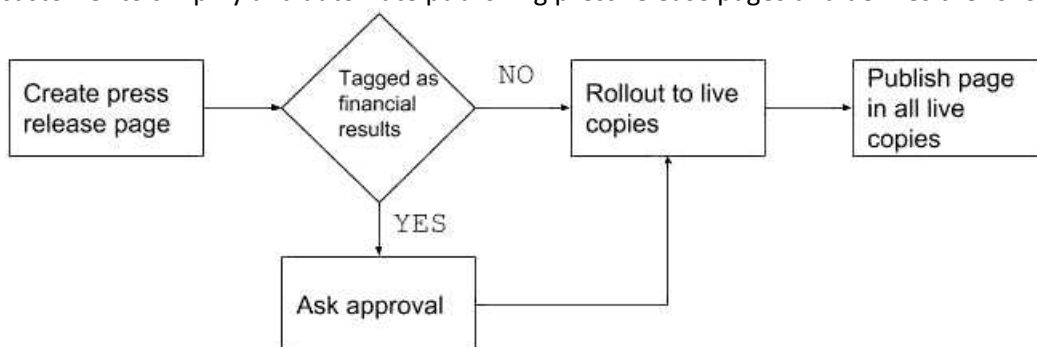 Create press
release page
Tagged as
financial
results
NO
Rollout to live
copies
Publish page
in all live
copies
YES
Ask approval